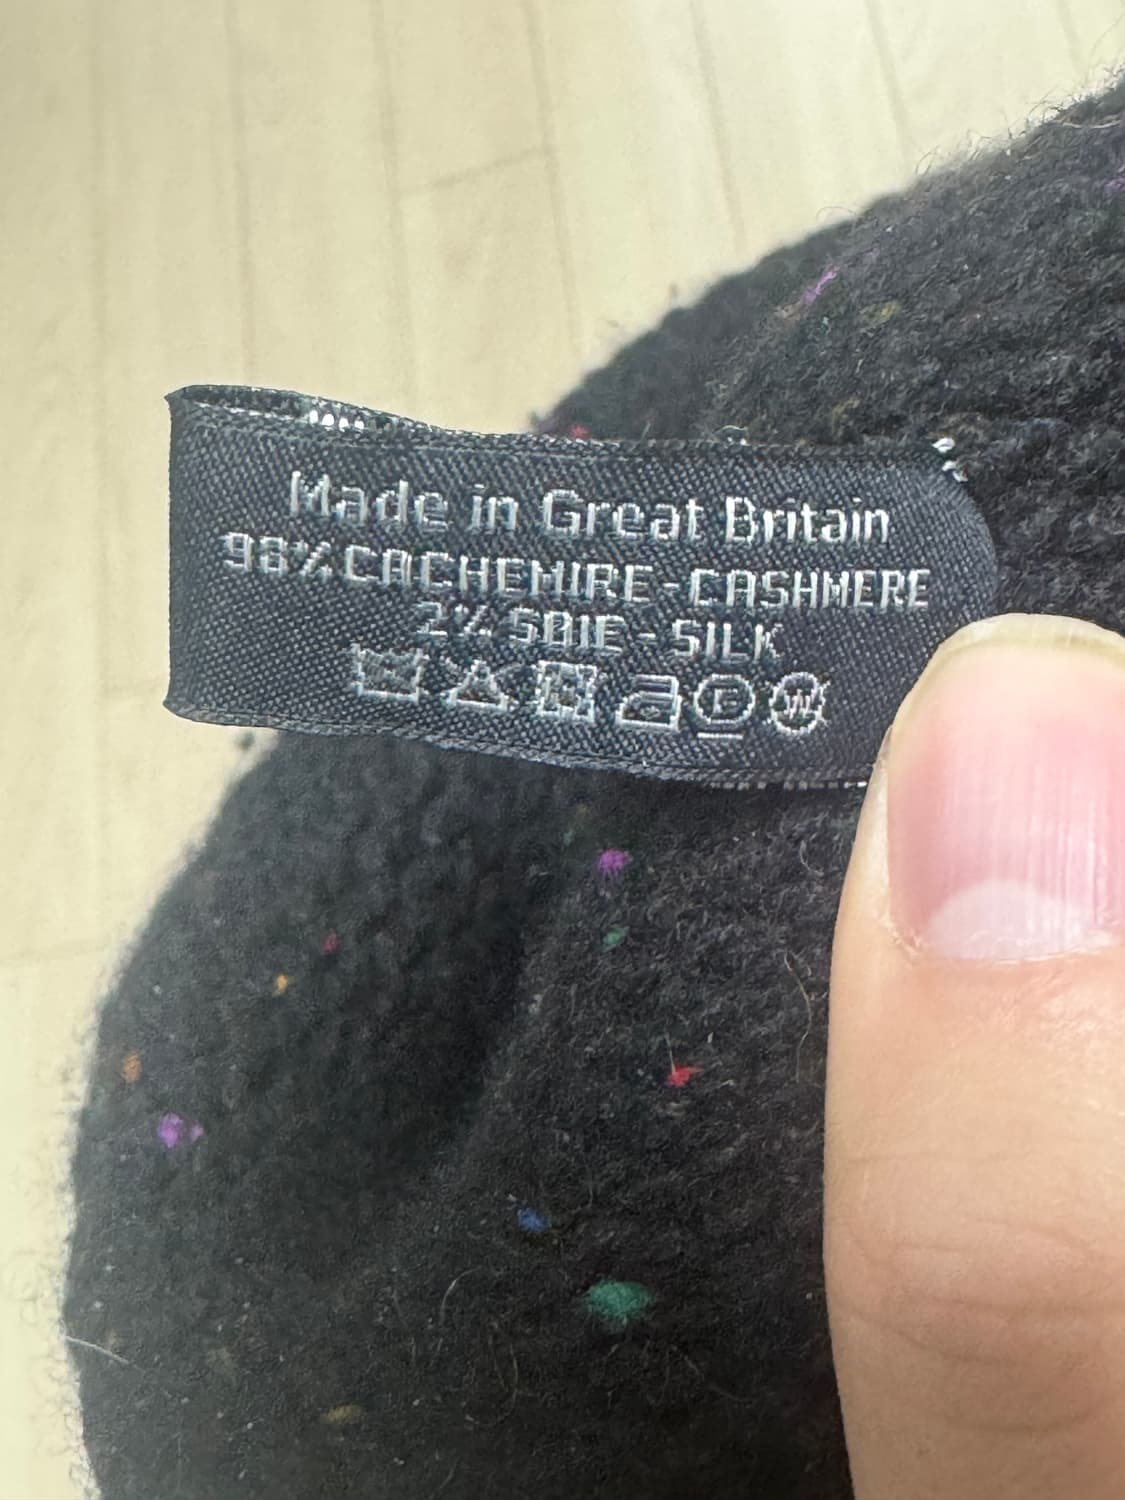 Made in Great Britain
98% CACHEMIRE - CASHMERE
2% SOIE - SILK
P W